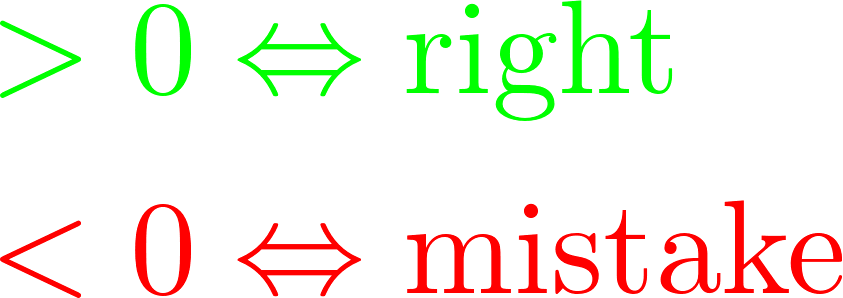 > 0 ⇔ right
< 0 ⇔ mistake